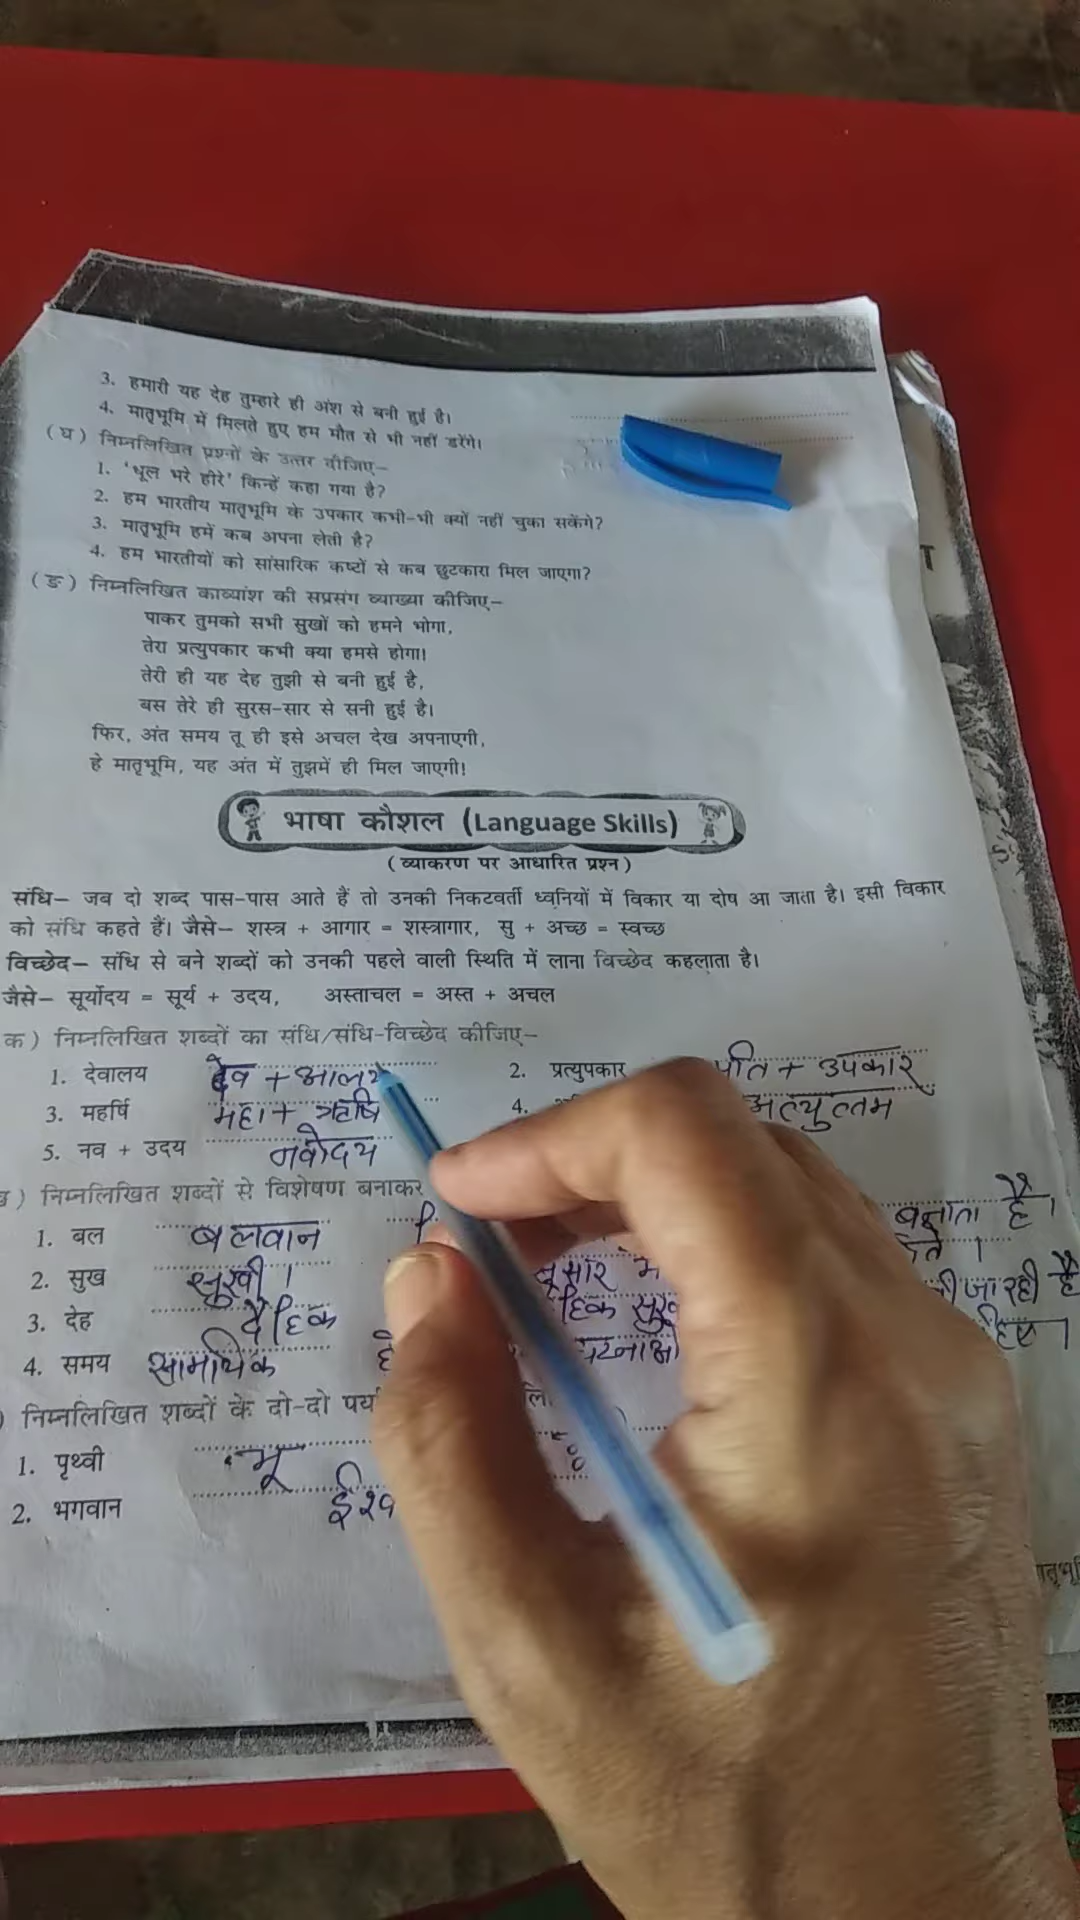 3. हमारी यह देह तुम्हारे ही अंश से बनी हुई है।
4. मातृभूमि में मिलते हुए हम मौत से भी नहीं डरेंगे।
(घ) निम्नलिखित प्रश्नों के उत्तर दीजिए–
1. 'धूल भरे हीरे' किन्हें कहा गया है?
2. हम भारतीय मातृभूमि के उपकार कभी-भी क्यों नहीं चुका सकेंगे?
3. मातृभूमि हमें कब अपना लेती है?
4. हम भारतीयों को सांसारिक कष्टों से कब छुटकारा मिल जाएगा?
(ङ) निम्नलिखित काव्यांश की सप्रसंग व्याख्या कीजिए–
पाकर तुमको सभी सुखों को हमने भोगा,
तेरा प्रत्युपकार कभी क्या हमसे होगा।
तेरी ही यह देह तुझी से बनी हुई है,
बस तेरे ही सुरस-सार से सनी हुई है।
फिर, अंत समय तू ही इसे अचल देख अपनाएगी,
हे मातृभूमि, यह अंत में तुझमें ही मिल जाएगी!
भाषा कौशल (Language Skills)
(व्याकरण पर आधारित प्रश्न)
संधि– जब दो शब्द पास-पास आते हैं तो उनकी निकटवर्ती ध्वनियों में विकार या दोष आ जाता है। इसी विकार
को संधि कहते हैं। जैसे– शस्त्र + आगार = शस्त्रागार, सु + अच्छ = स्वच्छ
विच्छेद– संधि से बने शब्दों को उनकी पहले वाली स्थिति में लाना विच्छेद कहलाता है।
जैसे– सूर्योदय = सूर्य + उदय, अस्ताचल = अस्त + अचल
क) निम्नलिखित शब्दों का संधि/संधि-विच्छेद कीजिए–
1. देवालय देव + आलय 2. प्रत्युपकार + उपकार
3. महर्षि महा + ऋषि 4. अत्युत्तम
5. नव + उदय नवोदय
) निम्नलिखित शब्दों से विशेषण बनाकर
1. बल बलवान बनाता है।
2. सुख सुखी।
3. देह दैहिक जा रही है
4. समय सामयिक
) निम्नलिखित शब्दों के दो-दो
1. पृथ्वी भू
2. भगवान